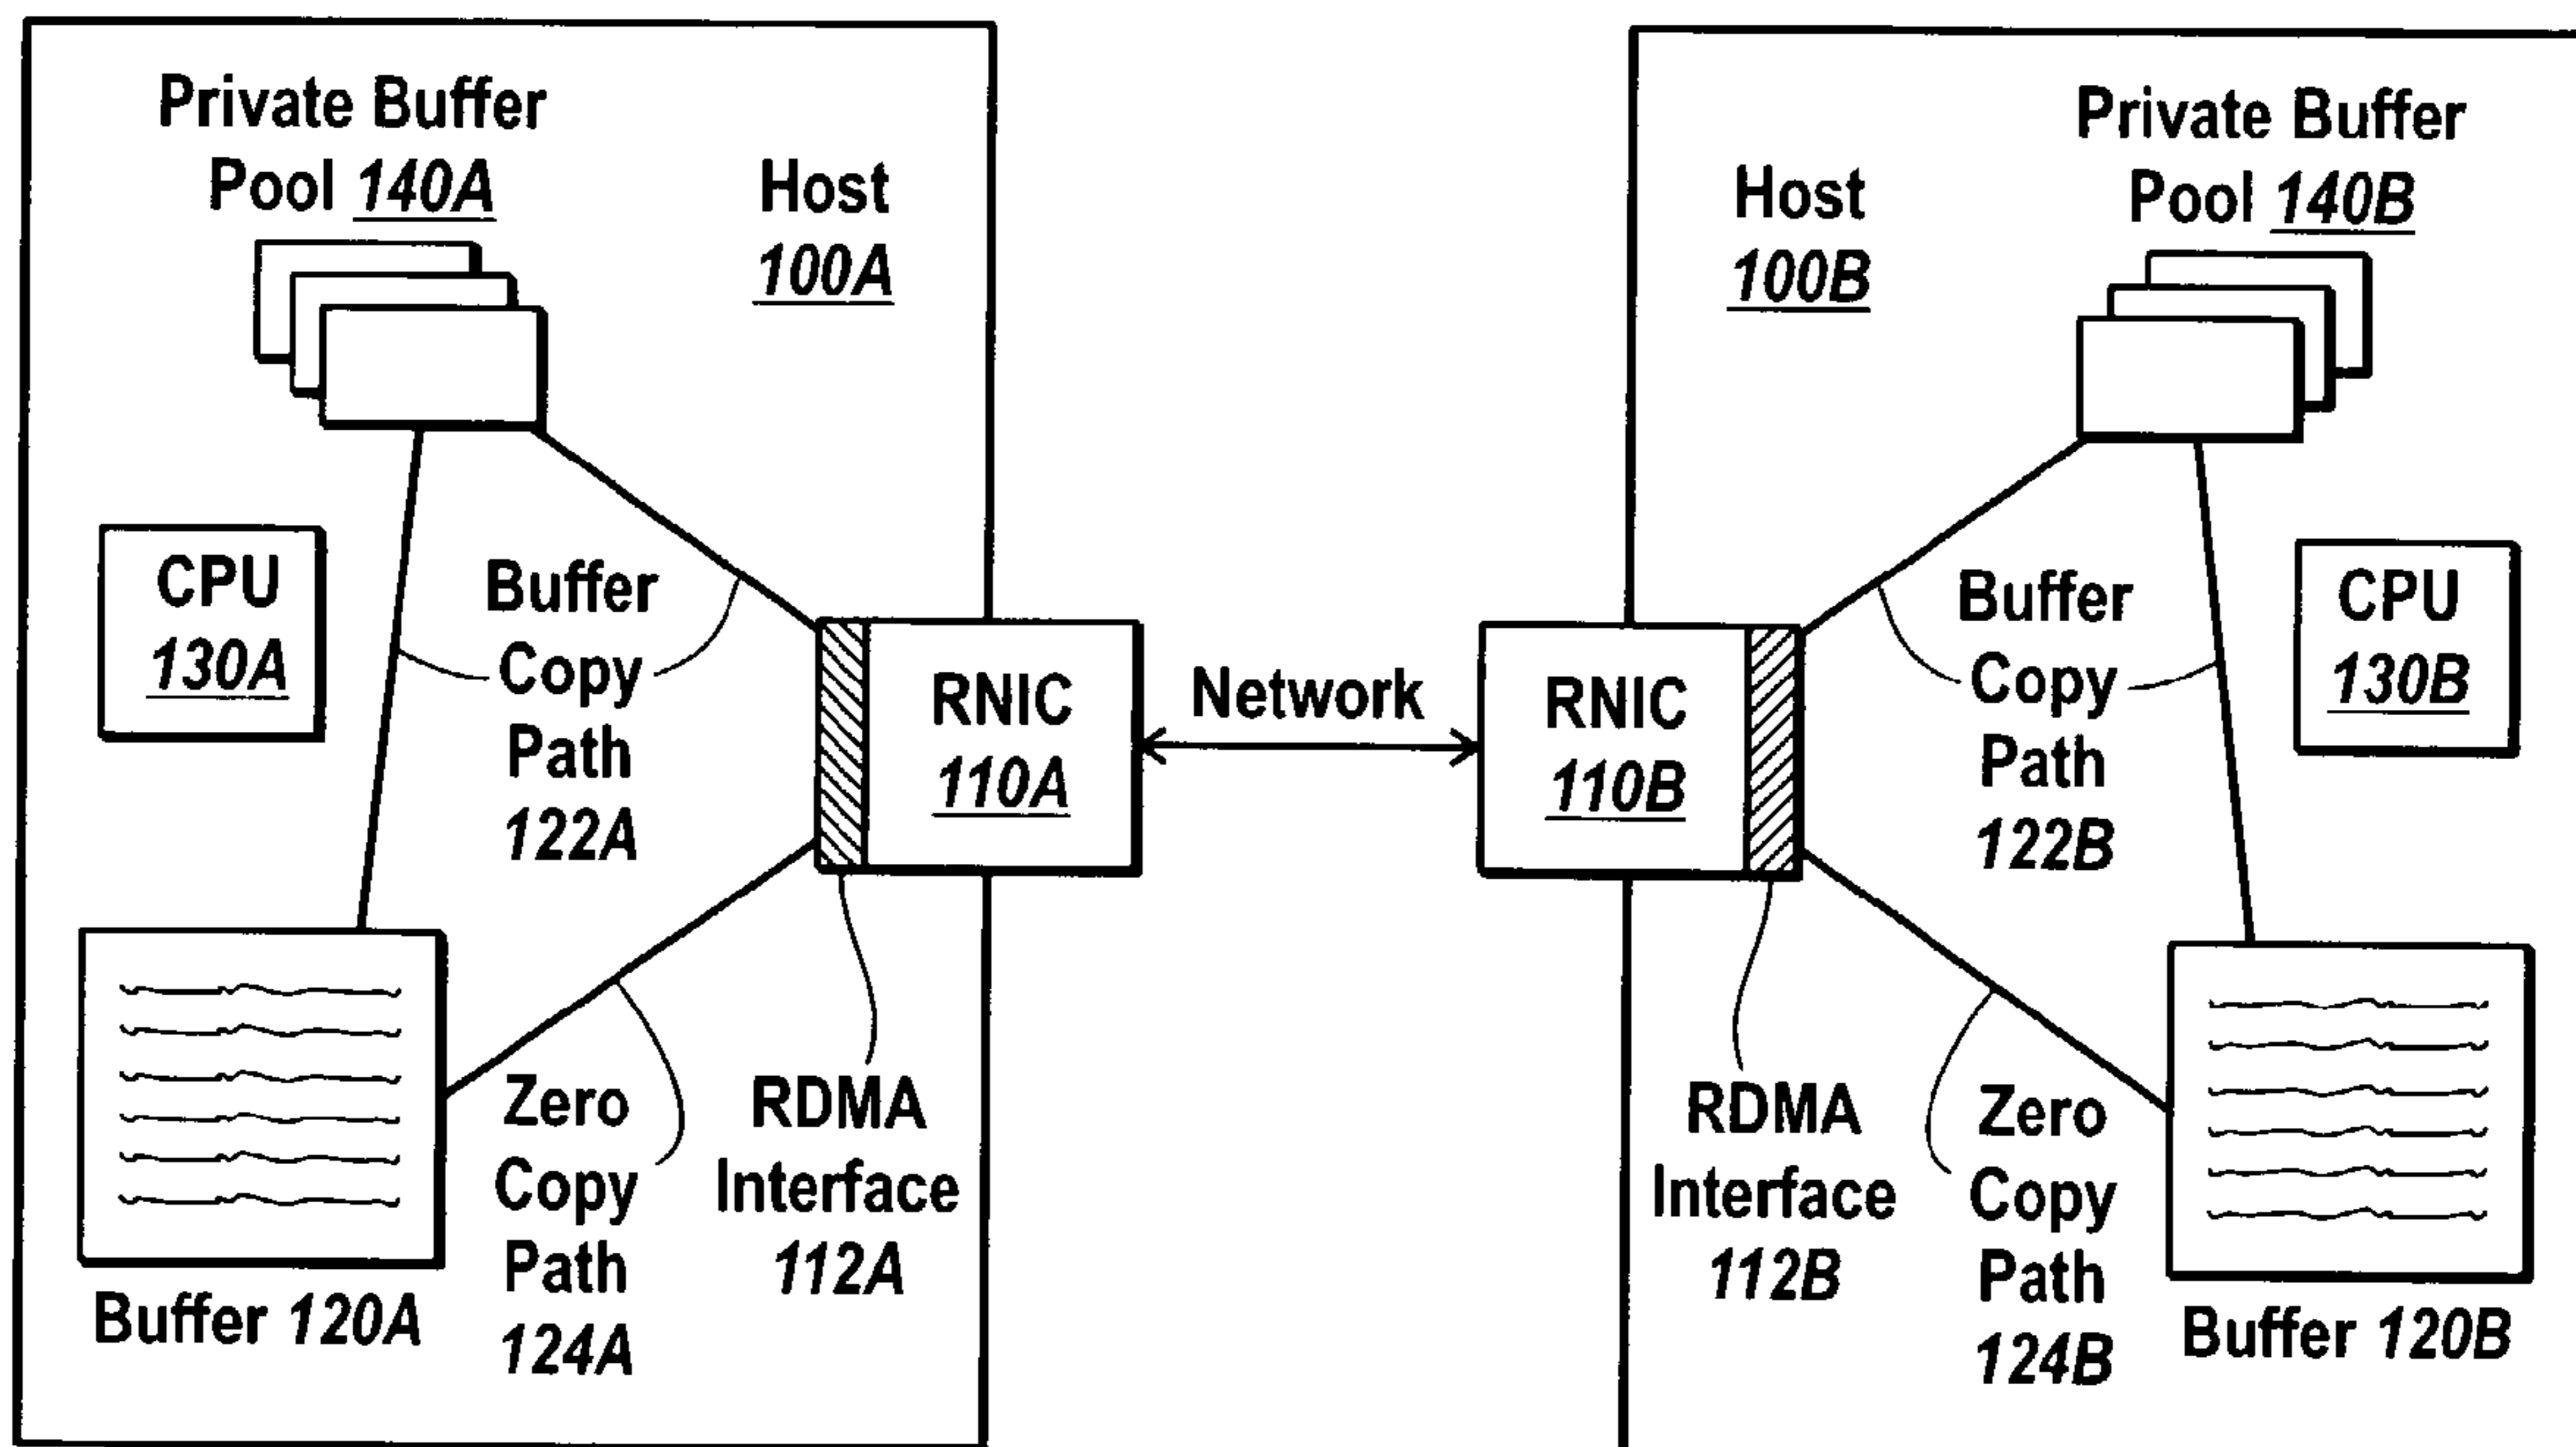 Private Buffer
Pool 140A
Host
100A
CPU
130A
Buffer
Copy
Path
122A
RNIC
110A
Zero
Copy
Path
124A
RDMA
Interface
112A
Buffer 120A
Network
Host
100B
Private Buffer
Pool 140B
RNIC
110B
Buffer
Copy
Path
122B
CPU
130B
RDMA
Interface
112B
Zero
Copy
Path
124B
Buffer 120B